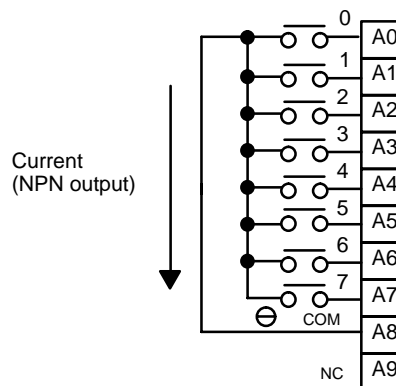 0 A0
1 A1
2 A2
3 A3
Current
(NPN output)
4 A4
5 A5
6 A6
7 A7
COM A8
NC A9